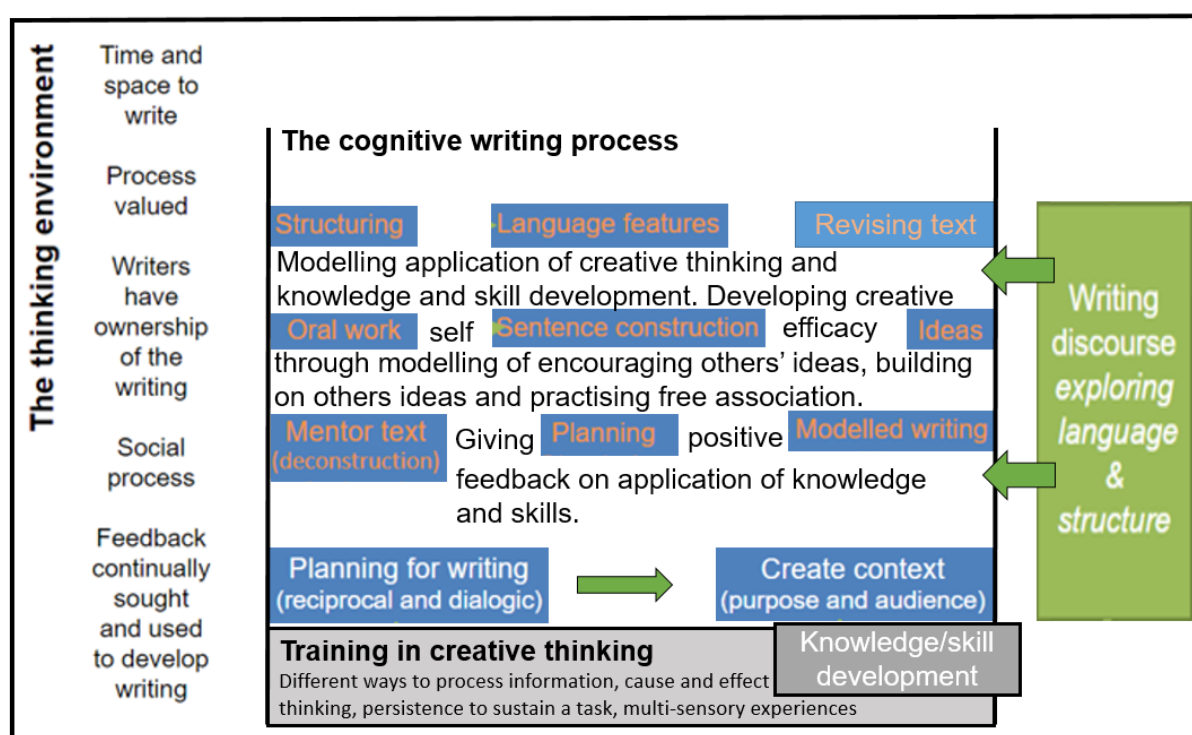 The thinking environment
Time and
space to
write
Process
valued
Writers
have
ownership
of the
writing
Social
process
Feedback
continually
sought
and used
to develop
writing
The cognitive writing process
Structuring Language features Revising text
Modelling application of creative thinking and
knowledge and skill development. Developing creative
Oral work self Sentence construction efficacy Ideas
through modelling of encouraging others' ideas, building
on others ideas and practising free association.
Mentor text Giving Planning positive Modelled writing
(deconstruction)
feedback on application of knowledge
and skills.
Planning for writing
(reciprocal and dialogic)
Create context
(purpose and audience)
Training in creative thinking
Different ways to process information, cause and effect
thinking, persistence to sustain a task, multi-sensory experiences
Knowledge/skill
development
Writing
discourse
exploring
language
&
structure